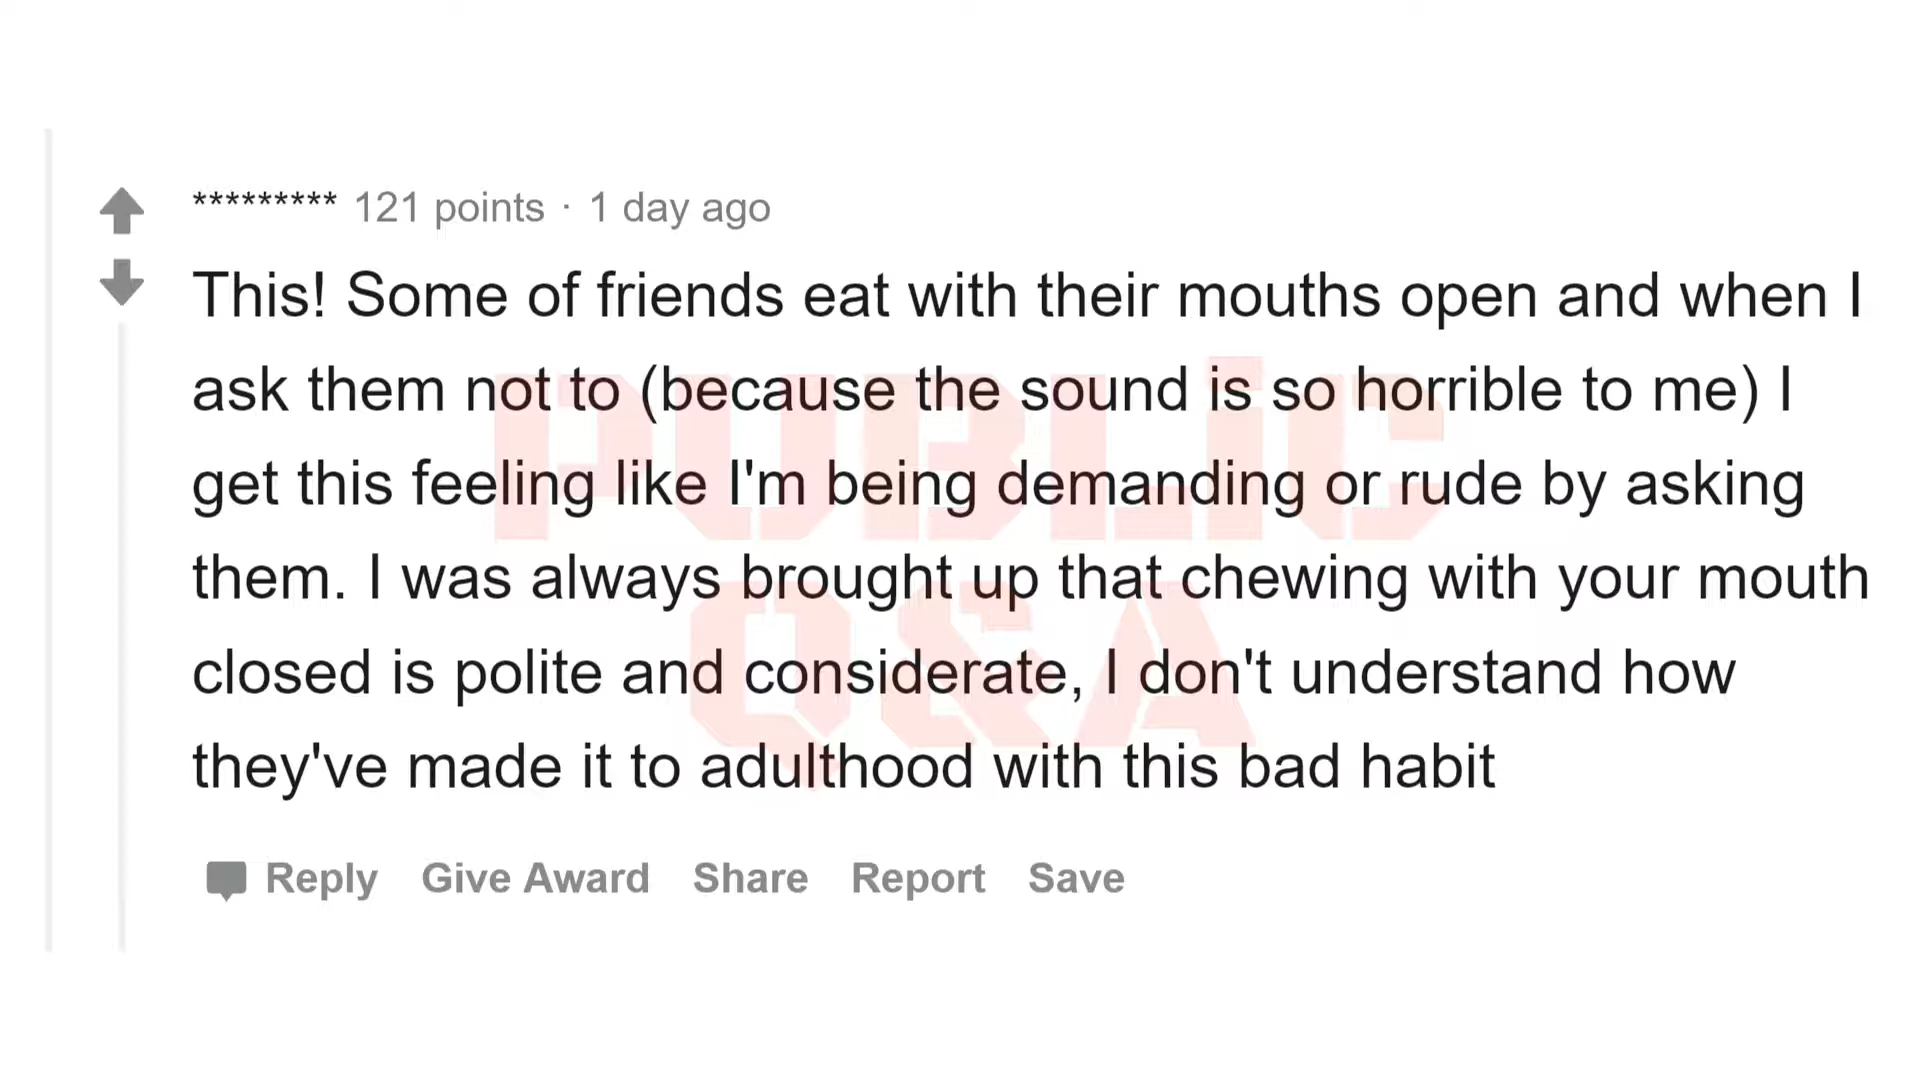 ********* 121 points · 1 day ago
This! Some of friends eat with their mouths open and when I
ask them not to (because the sound is so horrible to me) I
get this feeling like I'm being demanding or rude by asking
them. I was always brought up that chewing with your mouth
closed is polite and considerate, I don't understand how
they've made it to adulthood with this bad habit
PUBLiC
Q&A
Reply Give Award Share Report Save